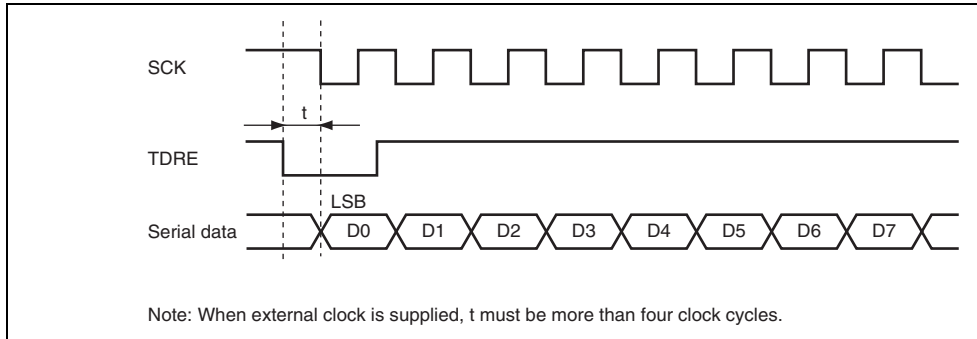 SCK
t
TDRE
LSB
Serial data D0 D1 D2 D3 D4 D5 D6 D7
Note: When external clock is supplied, t must be more than four clock cycles.